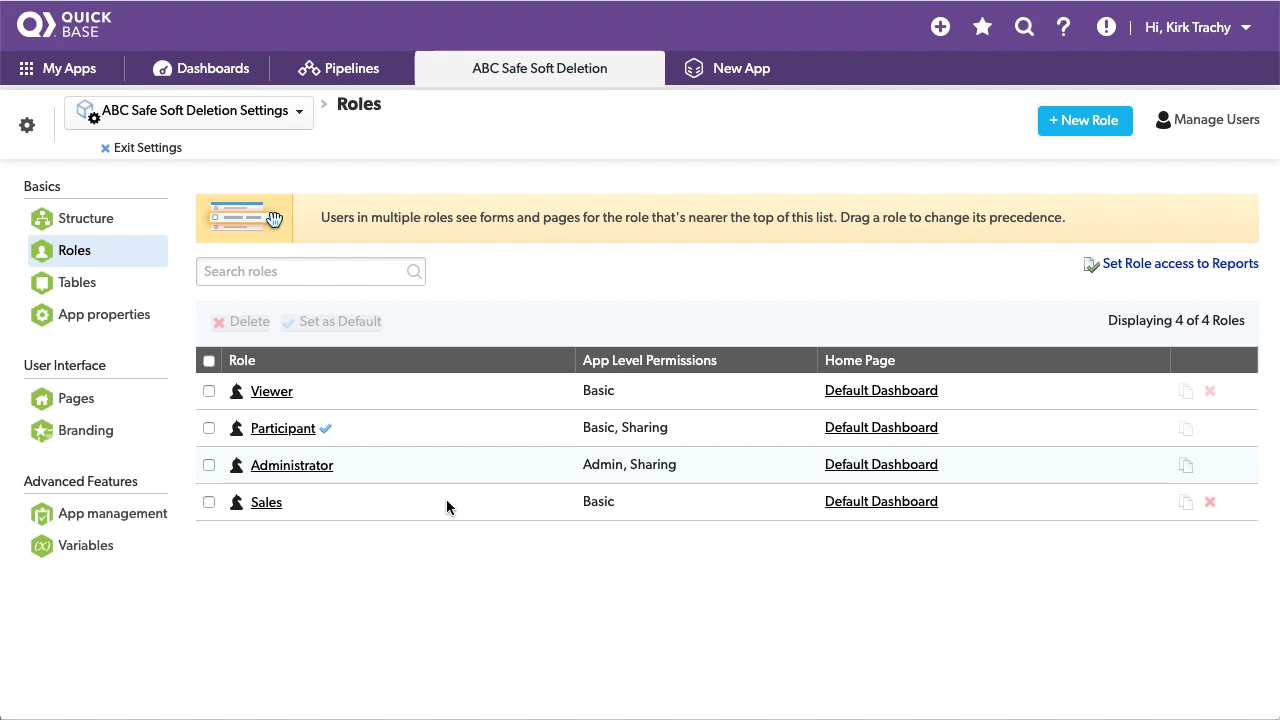 QUICK
BASE
Hi, Kirk Trachy
My Apps
Dashboards
Pipelines
ABC Safe Soft Deletion
New App
ABC Safe Soft Deletion Settings
> Roles
+ New Role
Manage Users
Exit Settings
Basics
Structure
Roles
Tables
App properties
User Interface
Pages
Branding
Advanced Features
App management
(x) Variables
Users in multiple roles see forms and pages for the role that's nearer the top of this list. Drag a role to change its precedence.
Search roles
Set Role access to Reports
Delete
Set as Default
Displaying 4 of 4 Roles
Role App Level Permissions Home Page
Viewer Basic Default Dashboard
Participant Basic, Sharing Default Dashboard
Administrator Admin, Sharing Default Dashboard
Sales Basic Default Dashboard